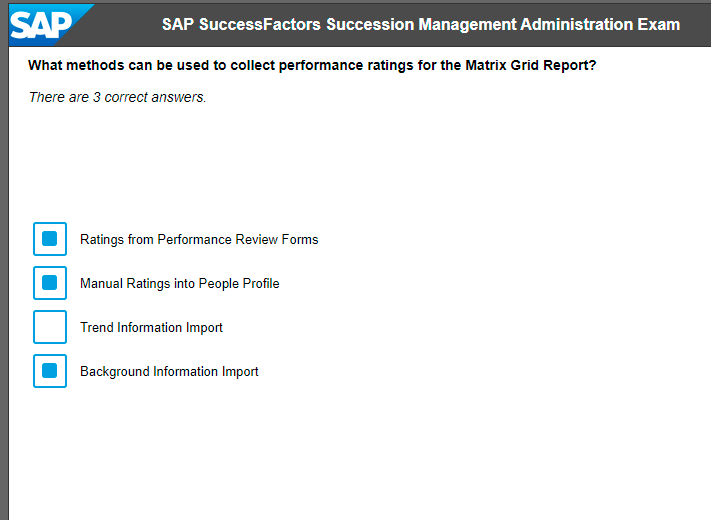 SAP
SAP SuccessFactors Succession Management Administration Exam
What methods can be used to collect performance ratings for the Matrix Grid Report?
There are 3 correct answers.
Ratings from Performance Review Forms
Manual Ratings into People Profile
Trend Information Import
Background Information Import